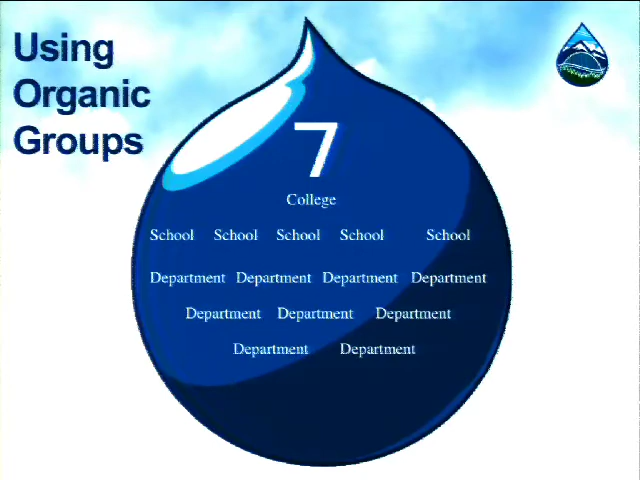 Using
Organic
Groups
7
College
School School School School School
Department Department Department Department
Department Department Department
Department Department